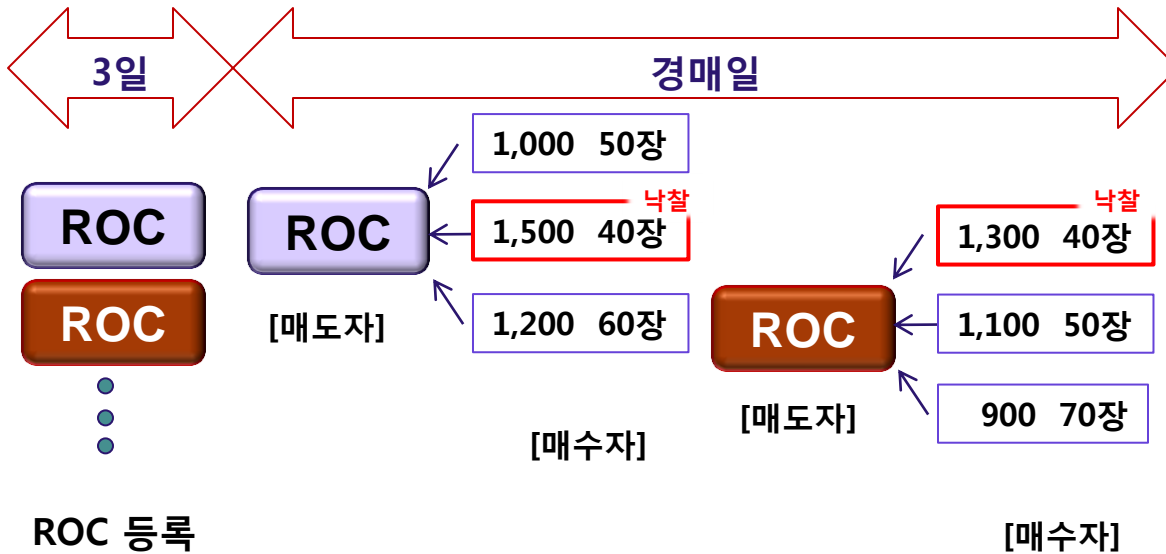 3일
경매일
ROC
ROC
ROC 등록
ROC
[매도자]
1,000 50장
낙찰
1,500 40장
1,200 60장
[매수자]
ROC
[매도자]
낙찰
1,300 40장
1,100 50장
900 70장
[매수자]